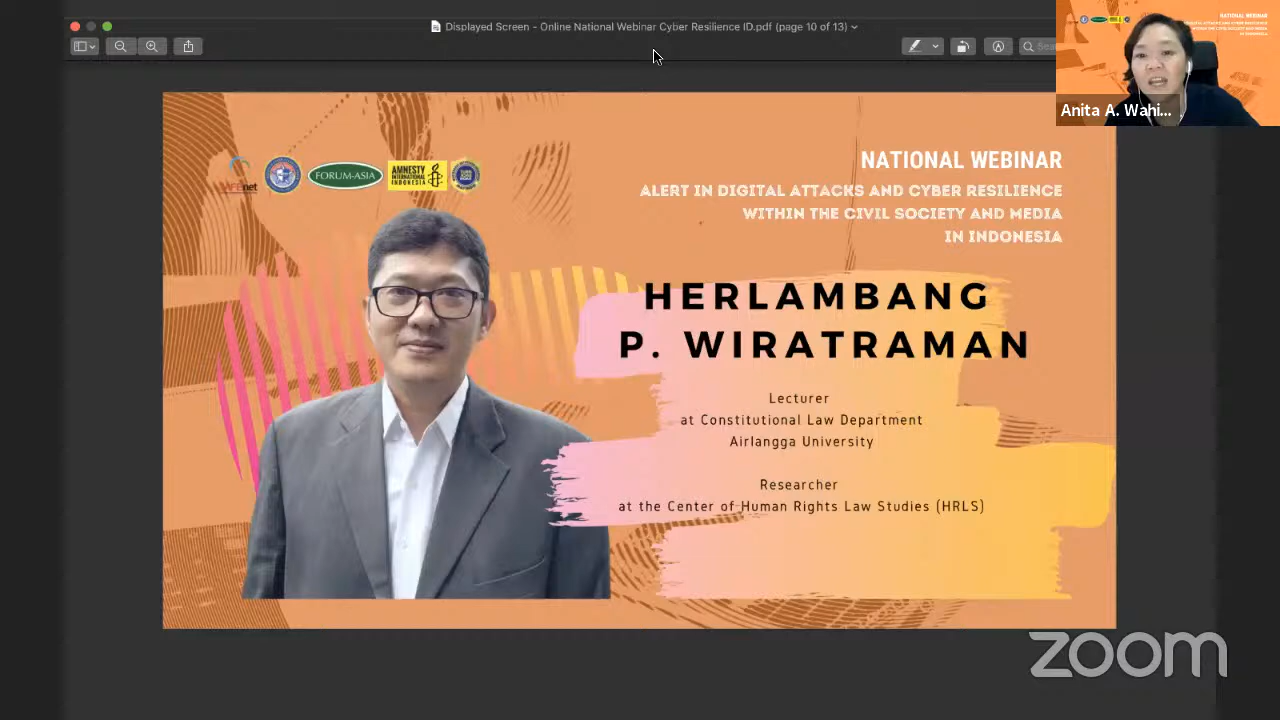 Displayed Screen - Online National Webinar Cyber Resilience ID.pdf (page 10 of 13)
Anita A. Wahi...
NATIONAL WEBINAR
ALERT IN DIGITAL ATTACKS AND CYBER RESILIENCE
WITHIN THE CIVIL SOCIETY AND MEDIA
IN INDONESIA
FORUM-ASIA
AMNESTY
INTERNATIONAL
INDONESIA
HERLAMBANG
P. WIRATRAMAN
Lecturer
at Constitutional Law Department
Airlangga University
Researcher
at the Center of Human Rights Law Studies (HRLS)
zoom